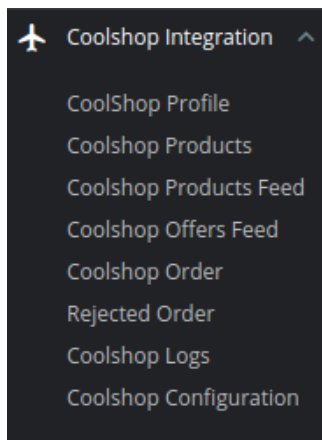 Coolshop Integration
CoolShop Profile
Coolshop Products
Coolshop Products Feed
Coolshop Offers Feed
Coolshop Order
Rejected Order
Coolshop Logs
Coolshop Configuration